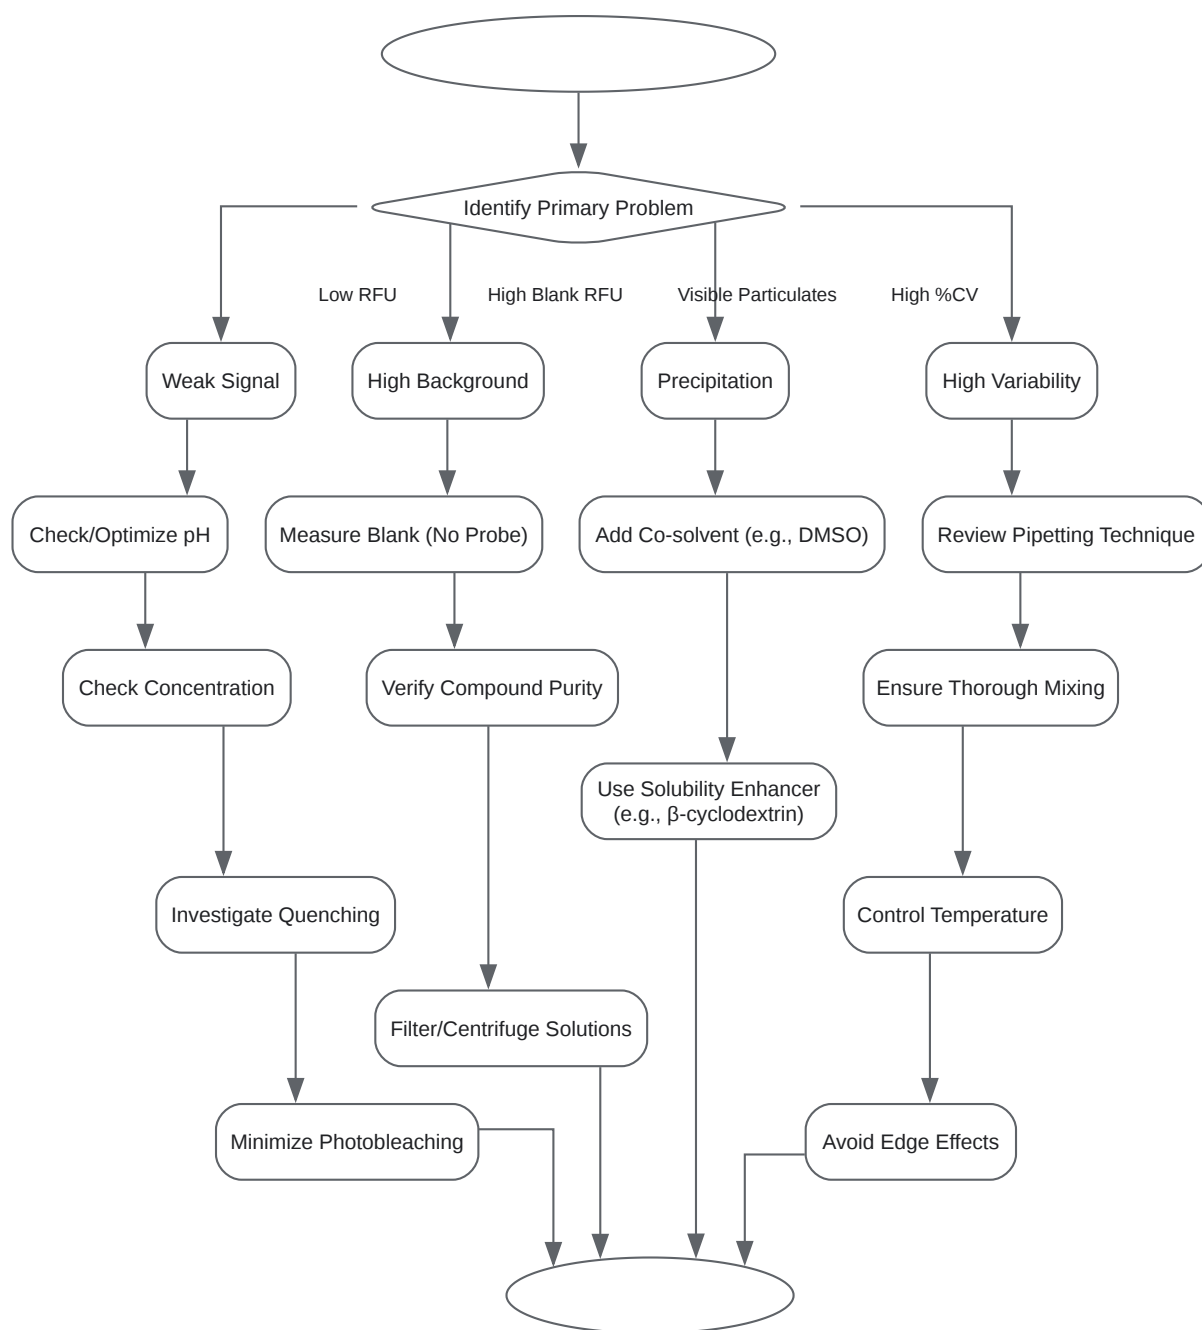 Identify Primary Problem
Low RFU
High Blank RFU
Visible Particulates
High %CV
Weak Signal
High Background
Precipitation
High Variability
Check/Optimize pH
Measure Blank (No Probe)
Add Co-solvent (e.g., DMSO)
Review Pipetting Technique
Check Concentration
Verify Compound Purity
Ensure Thorough Mixing
Use Solubility Enhancer
(e.g., β-cyclodextrin)
Investigate Quenching
Control Temperature
Filter/Centrifuge Solutions
Minimize Photobleaching
Avoid Edge Effects